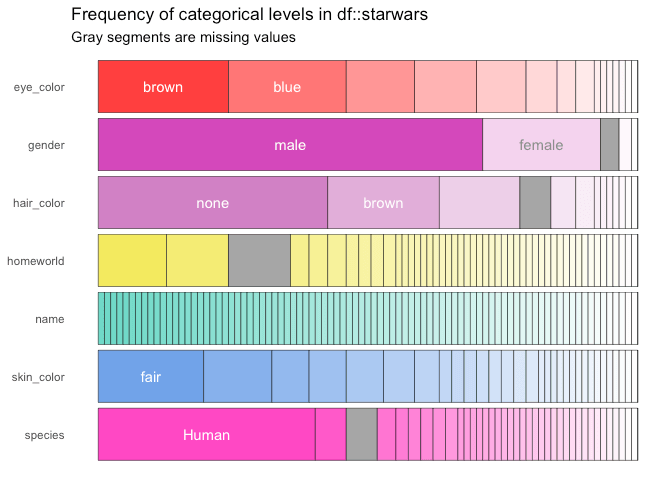 Frequency of categorical levels in df::starwars
Gray segments are missing values
eye_color brown blue
gender male female
hair_color none brown
homeworld
name
skin_color fair
species Human